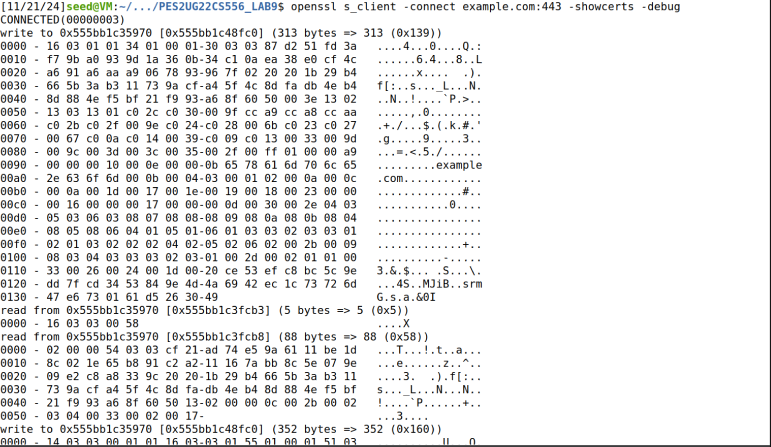 [11/21/24]seed@VM:~/.../PES2UG22CS556_LAB9$ openssl s_client -connect example.com:443 -showcerts -debug
CONNECTED(00000003)
write to 0x555bb1c35970 [0x555bb1c48fc0] (313 bytes => 313 (0x139))
0000 - 16 03 01 01 34 01 00 01-30 03 03 87 d2 51 fd 3a   ....4...0....Q.:
0010 - f7 9b a0 93 9d 1a 36 0b-34 c1 0a ea 38 e0 cf 4c   ......6.4...8..L
0020 - a6 91 a6 aa a9 06 78 93-96 7f 02 20 20 1b 29 b4   ......x....  .).
0030 - 66 5b 3a b3 11 73 9a cf-a4 5f 4c 8d fa db 4e b4   f[:..s..._L...N.
0040 - 8d 88 4e f5 bf 21 f9 93-a6 8f 60 50 00 3e 13 02   ..N..!....`P.>..
0050 - 13 03 13 01 c0 2c c0 30-00 9f cc a9 cc a8 cc aa   .....,.0........
0060 - c0 2b c0 2f 00 9e c0 24-c0 28 00 6b c0 23 c0 27   .+./...$.(.k.#.'
0070 - 00 67 c0 0a c0 14 00 39-c0 09 c0 13 00 33 00 9d   .g.....9.....3..
0080 - 00 9c 00 3d 00 3c 00 35-00 2f 00 ff 01 00 00 a9   ...=.<.5./......
0090 - 00 00 00 10 00 0e 00 00-0b 65 78 61 6d 70 6c 65   .........example
00a0 - 2e 63 6f 6d 00 0b 00 04-03 00 01 02 00 0a 00 0c   .com............
00b0 - 00 0a 00 1d 00 17 00 1e-00 19 00 18 00 23 00 00   .............#..
00c0 - 00 16 00 00 00 17 00 00-00 0d 00 30 00 2e 04 03   ...........0....
00d0 - 05 03 06 03 08 07 08 08-08 09 08 0a 08 0b 08 04   ................
00e0 - 08 05 08 06 04 01 05 01-06 01 03 03 02 03 03 01   ................
00f0 - 02 01 03 02 02 02 04 02-05 02 06 02 00 2b 00 09   .............+..
0100 - 08 03 04 03 03 03 02 03-01 00 2d 00 02 01 01 00   ..........-.....
0110 - 33 00 26 00 24 00 1d 00-20 ce 53 ef c8 bc 5c 9e   3.&.$... .S...\.
0120 - dd 7f cd 34 53 84 9e 4d-4a 69 42 ec 1c 73 72 6d   ...4S..MJiB..srm
0130 - 47 e6 73 01 61 d5 26 30-49                        G.s.a.&0I
read from 0x555bb1c35970 [0x555bb1c3fcb3] (5 bytes => 5 (0x5))
0000 - 16 03 03 00 58                                    ....X
read from 0x555bb1c35970 [0x555bb1c3fcb8] (88 bytes => 88 (0x58))
0000 - 02 00 00 54 03 03 cf 21-ad 74 e5 9a 61 11 be 1d   ...T...!.t..a...
0010 - 8c 02 1e 65 b8 91 c2 a2-11 16 7a bb 8c 5e 07 9e   ...e......z..^..
0020 - 09 e2 c8 a8 33 9c 20 20-1b 29 b4 66 5b 3a b3 11   ....3.  .).f[:..
0030 - 73 9a cf a4 5f 4c 8d fa-db 4e b4 8d 88 4e f5 bf   s..._L...N...N..
0040 - 21 f9 93 a6 8f 60 50 13-02 00 00 0c 00 2b 00 02   !....`P......+..
0050 - 03 04 00 33 00 02 00 17-                          ...3....
write to 0x555bb1c35970 [0x555bb1c48fc0] (352 bytes => 352 (0x160))
0000 - 14 03 03 00 01 01 16 03-03 01 55 01 00 01 51 03   ..........U...Q.